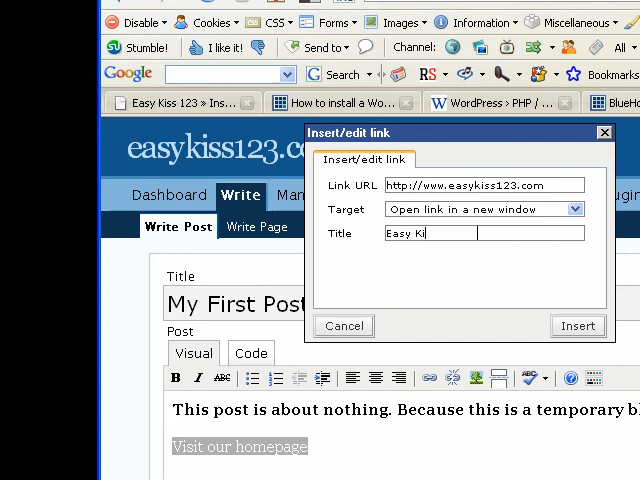 Disable Cookies CSS Forms Images Information Miscellaneous
Stumble! I like it! Send to Channel: All
Google G Search RS Bookmarks
Easy Kiss 123 » Ins... How to install a Wo... W WordPress › PHP / ... BlueHo
easykiss123.co
Insert/edit link
Insert/edit link
Link URL http://www.easykiss123.com
Target Open link in a new window
Title Easy Ki
Cancel Insert
Dashboard Write Man ugin
Write Post Write Page
Title
My First Post
Post
Visual Code
B I ABC ABC
This post is about nothing. Because this is a temporary bl
Visit our homepage